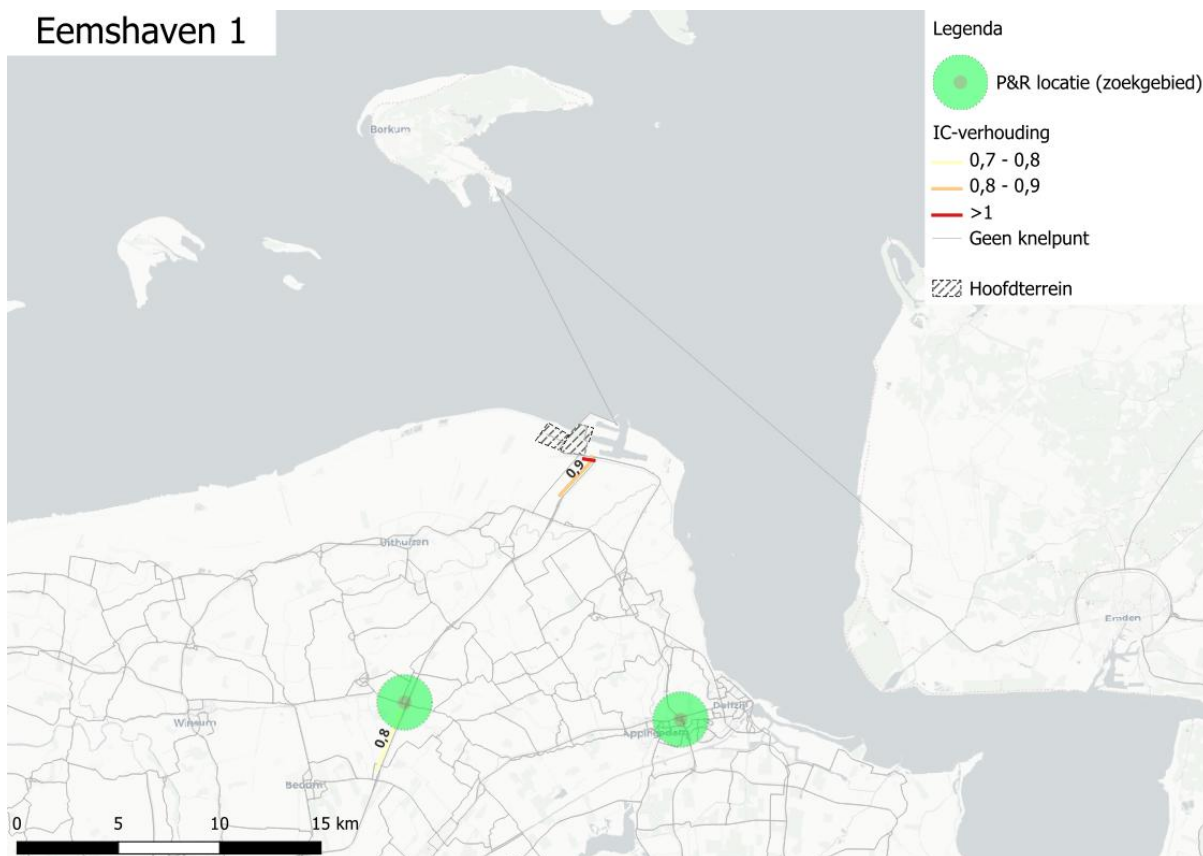 Eemshaven 1
Legenda
P&R locatie (zoekgebied)
IC-verhouding
0,7 - 0,8
0,8 - 0,9
>1
Geen knelpunt
Hoofdterrein
Borkum
0,9
Uithuizen
Emden
Winsum
Delfzijl
Appingedam
0,8
Bedum
0 5 10 15 km